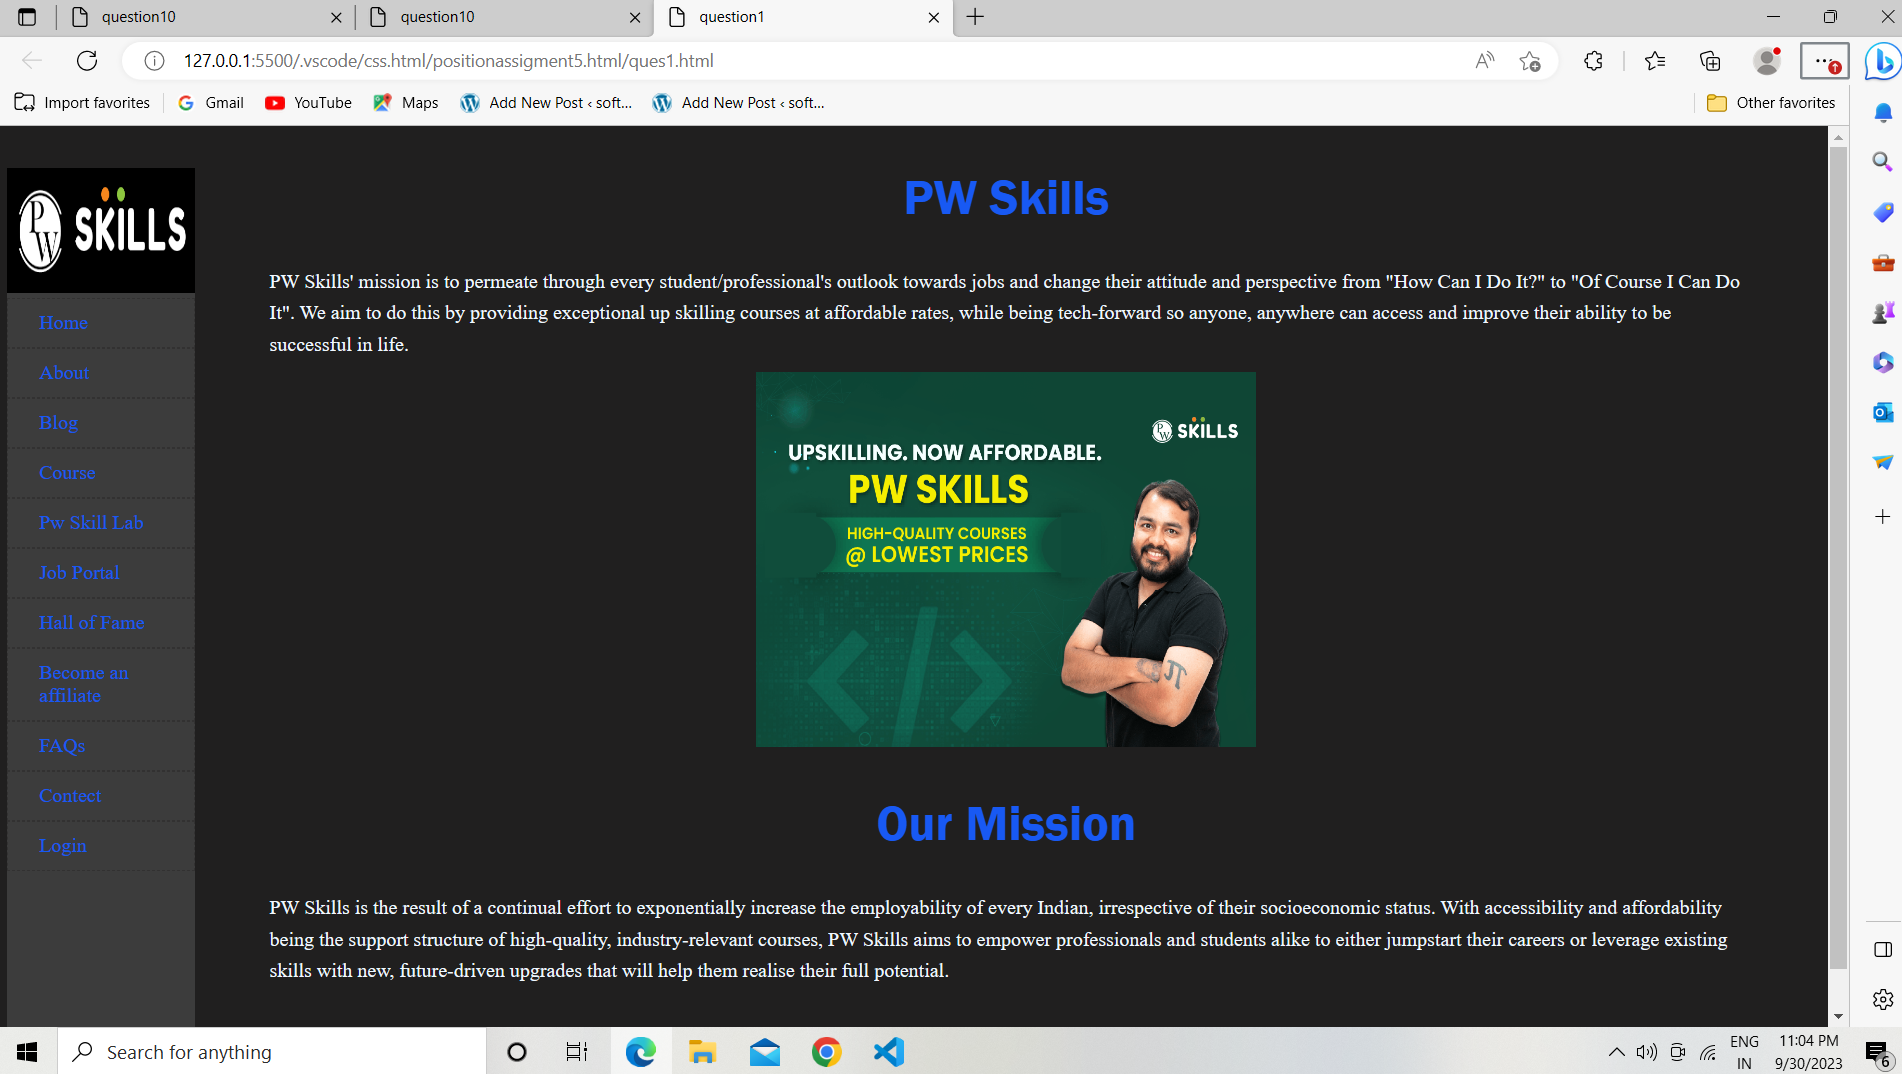 question10
question10
question1
127.0.0.1:5500/.vscode/css.html/positionassigment5.html/ques1.html
Import favorites
Gmail
YouTube
Maps
Add New Post ‹ soft...
Add New Post ‹ soft...
Other favorites
PW SKILLS
Home
About
Blog
Course
Pw Skill Lab
Job Portal
Hall of Fame
Become an
affiliate
FAQs
Contect
Login
PW Skills
PW Skills' mission is to permeate through every student/professional's outlook towards jobs and change their attitude and perspective from "How Can I Do It?" to "Of Course I Can Do
It". We aim to do this by providing exceptional up skilling courses at affordable rates, while being tech-forward so anyone, anywhere can access and improve their ability to be
successful in life.
PW SKILLS
UPSKILLING. NOW AFFORDABLE.
PW SKILLS
HIGH-QUALITY COURSES
@ LOWEST PRICES
</>
π
Our Mission
PW Skills is the result of a continual effort to exponentially increase the employability of every Indian, irrespective of their socioeconomic status. With accessibility and affordability
being the support structure of high-quality, industry-relevant courses, PW Skills aims to empower professionals and students alike to either jumpstart their careers or leverage existing
skills with new, future-driven upgrades that will help them realise their full potential.
Search for anything
ENG
IN
11:04 PM
9/30/2023
6